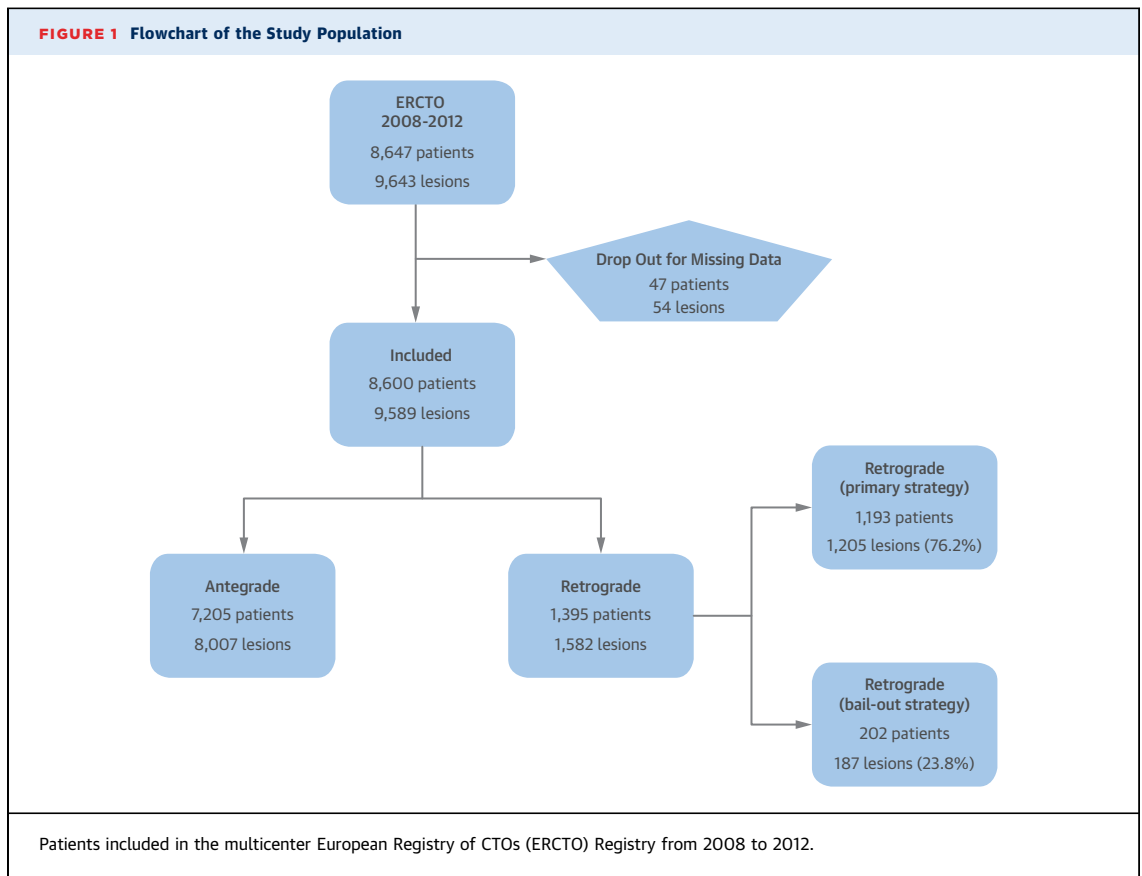 FIGURE 1 Flowchart of the Study Population
ERCTO
2008-2012
8,647 patients
9,643 lesions
Drop Out for Missing Data
47 patients
54 lesions
Included
8,600 patients
9,589 lesions
Antegrade
7,205 patients
8,007 lesions
Retrograde
1,395 patients
1,582 lesions
Retrograde
(primary strategy)
1,193 patients
1,205 lesions (76.2%)
Retrograde
(bail-out strategy)
202 patients
187 lesions (23.8%)
Patients included in the multicenter European Registry of CTOs (ERCTO) Registry from 2008 to 2012.